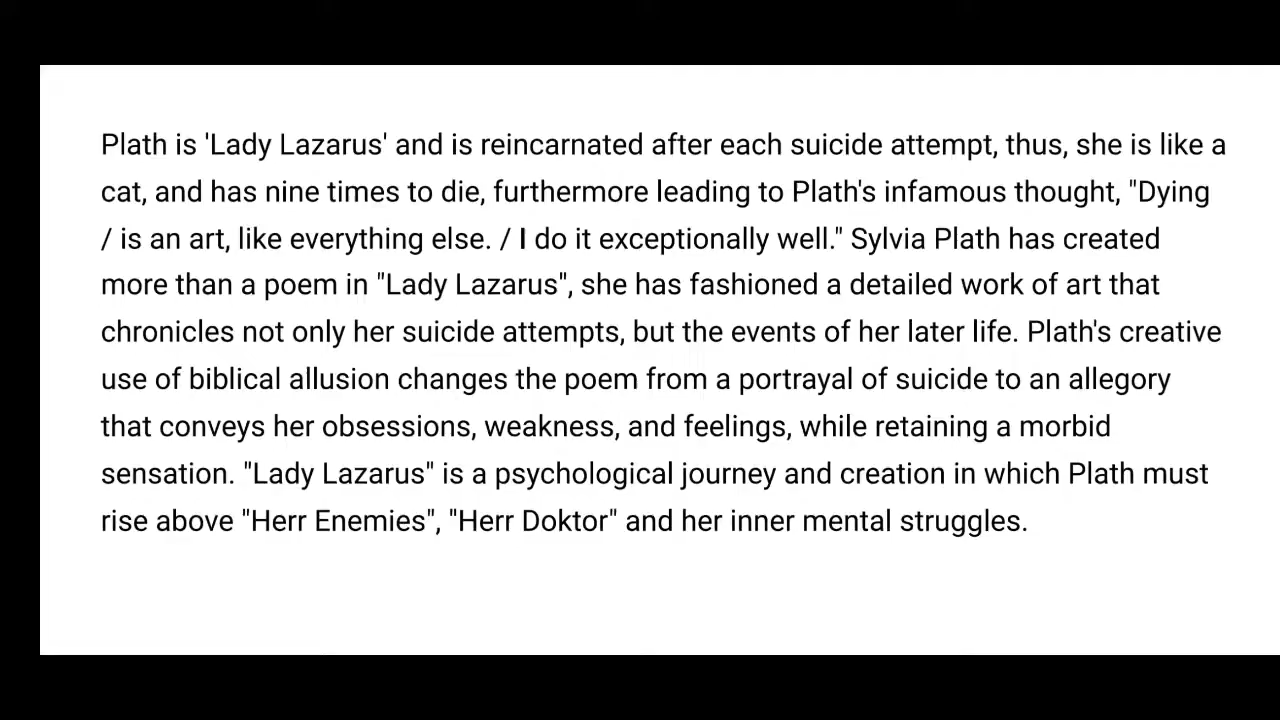 Plath is 'Lady Lazarus' and is reincarnated after each suicide attempt, thus, she is like a
cat, and has nine times to die, furthermore leading to Plath's infamous thought, "Dying
/ is an art, like everything else. / I do it exceptionally well." Sylvia Plath has created
more than a poem in "Lady Lazarus", she has fashioned a detailed work of art that
chronicles not only her suicide attempts, but the events of her later life. Plath's creative
use of biblical allusion changes the poem from a portrayal of suicide to an allegory
that conveys her obsessions, weakness, and feelings, while retaining a morbid
sensation. "Lady Lazarus" is a psychological journey and creation in which Plath must
rise above "Herr Enemies", "Herr Doktor" and her inner mental struggles.